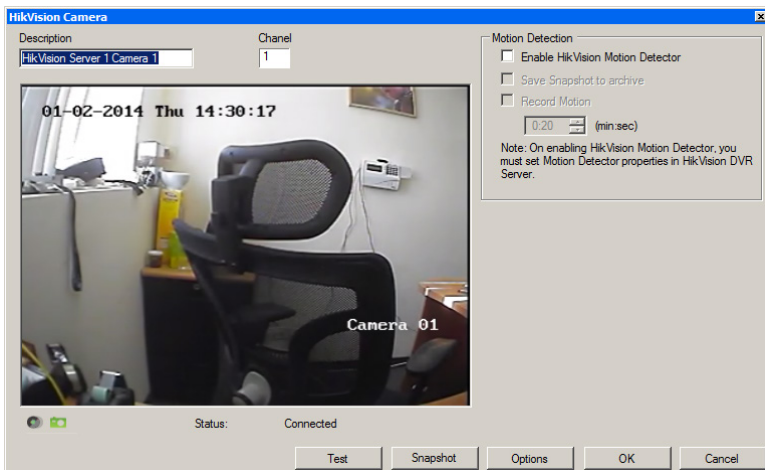 HikVision Camera
Description
Chanel
HikVision Server 1 Camera 1
1
01-02-2014 Thu 14:30:17
Camera 01
Status:
Connected
Motion Detection
Enable HikVision Motion Detector
Save Snapshot to archive
Record Motion
0:20
(min:sec)
Note: On enabling HikVision Motion Detector, you
must set Motion Detector properties in HikVision DVR
Server.
Test
Snapshot
Options
OK
Cancel